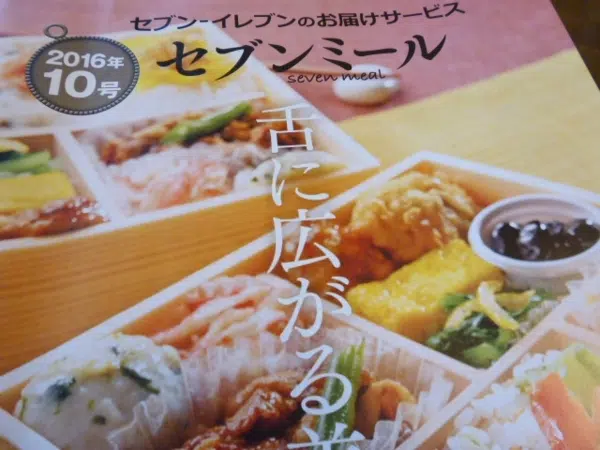 セブン-イレブンのお届けサービス
セブンミール
seven meal
2016年
10号
舌に広がる